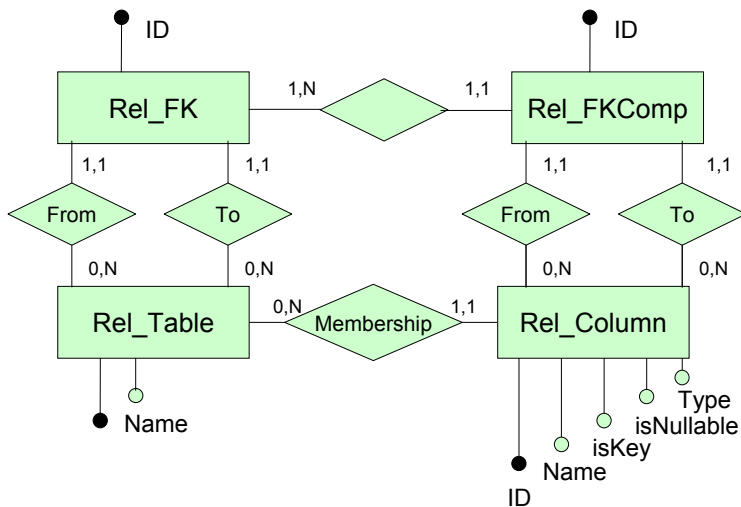 ID
ID
1,N
1,1
Rel_FK
Rel_FKComp
1,1
1,1
1,1
1,1
From
To
From
To
0,N
0,N
0,N
0,N
0,N
1,1
Rel_Table
Membership
Rel_Column
Type
Name
isNullable
isKey
Name
ID